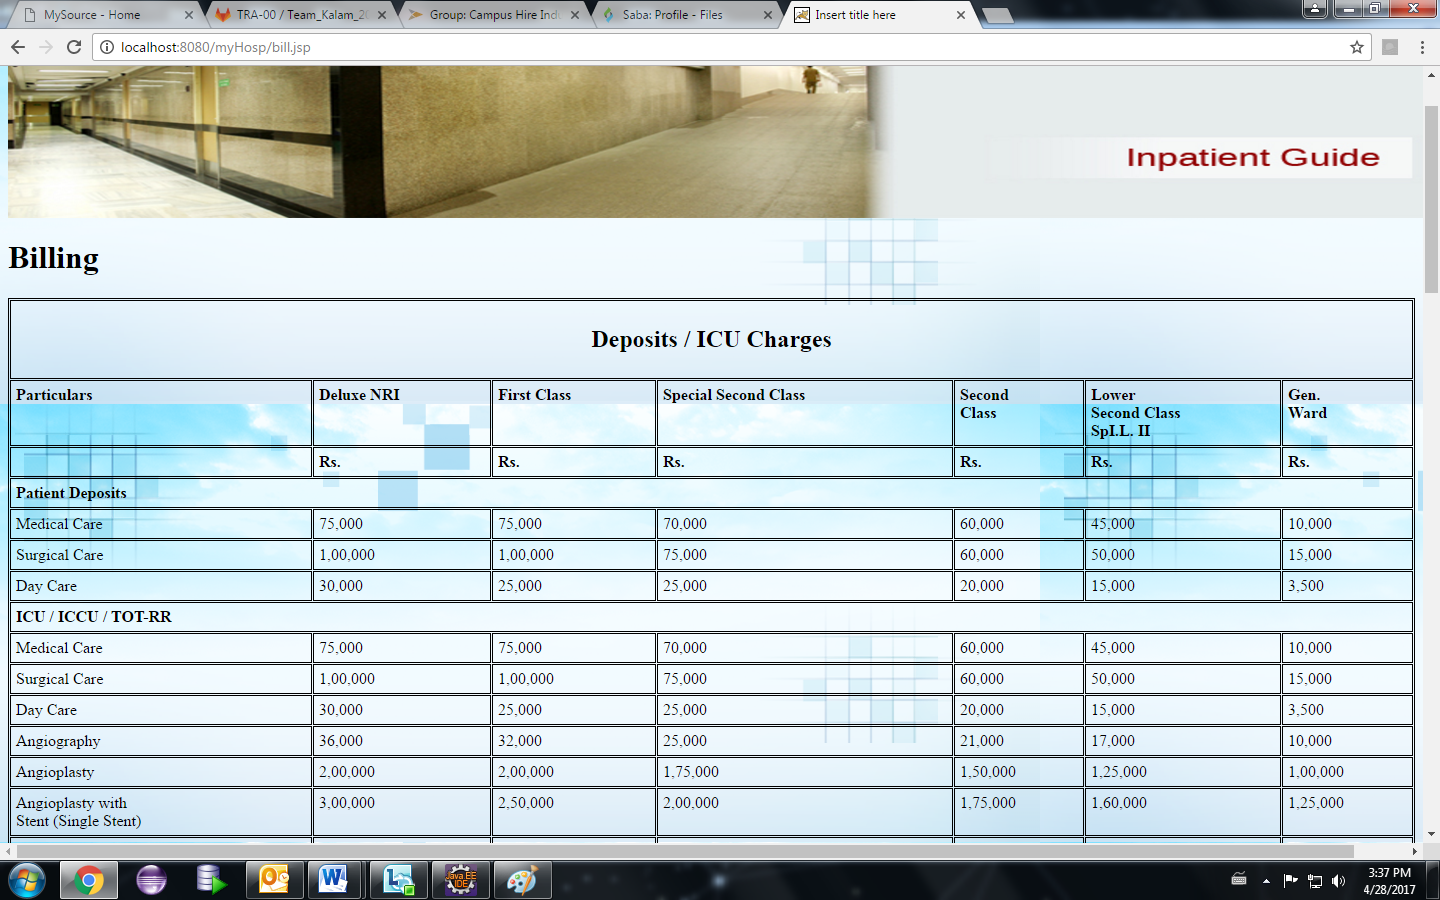 MySource - Home
TRA-00 / Team_Kalam_20
Group: Campus Hire Ind
Saba: Profile - Files
Insert title here
localhost:8080/myHosp/bill.jsp
Inpatient Guide
Billing
Deposits / ICU Charges
Particulars Deluxe NRI First Class Special Second Class Second Lower Gen.
Class Second Class Ward
SpI.L. II
Rs. Rs. Rs. Rs. Rs. Rs.
Patient Deposits
Medical Care 75,000 75,000 70,000 60,000 45,000 10,000
Surgical Care 1,00,000 1,00,000 75,000 60,000 50,000 15,000
Day Care 30,000 25,000 25,000 20,000 15,000 3,500
ICU / ICCU / TOT-RR
Medical Care 75,000 75,000 70,000 60,000 45,000 10,000
Surgical Care 1,00,000 1,00,000 75,000 60,000 50,000 15,000
Day Care 30,000 25,000 25,000 20,000 15,000 3,500
Angiography 36,000 32,000 25,000 21,000 17,000 10,000
Angioplasty 2,00,000 2,00,000 1,75,000 1,50,000 1,25,000 1,00,000
Angioplasty with 3,00,000 2,50,000 2,00,000 1,75,000 1,60,000 1,25,000
Stent (Single Stent)
Java EE
IDE
3:37 PM
4/28/2017